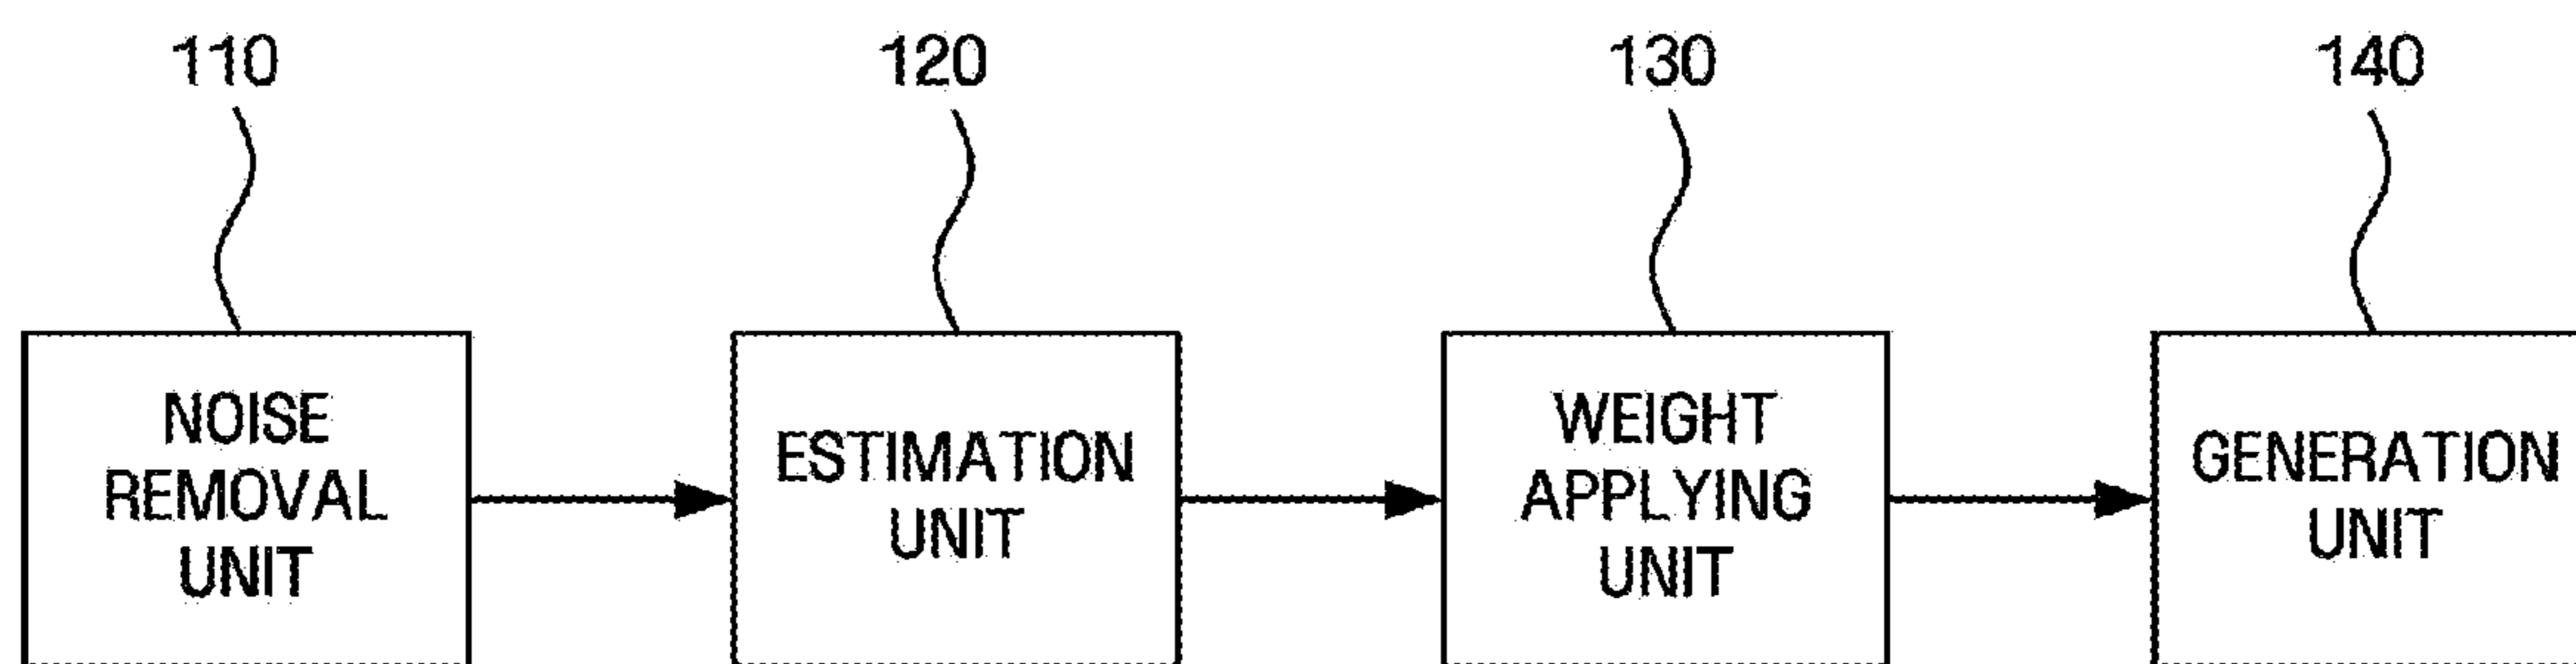 110
120
130
140
NOISE
REMOVAL
UNIT
ESTIMATION
UNIT
WEIGHT
APPLYING
UNIT
GENERATION
UNIT